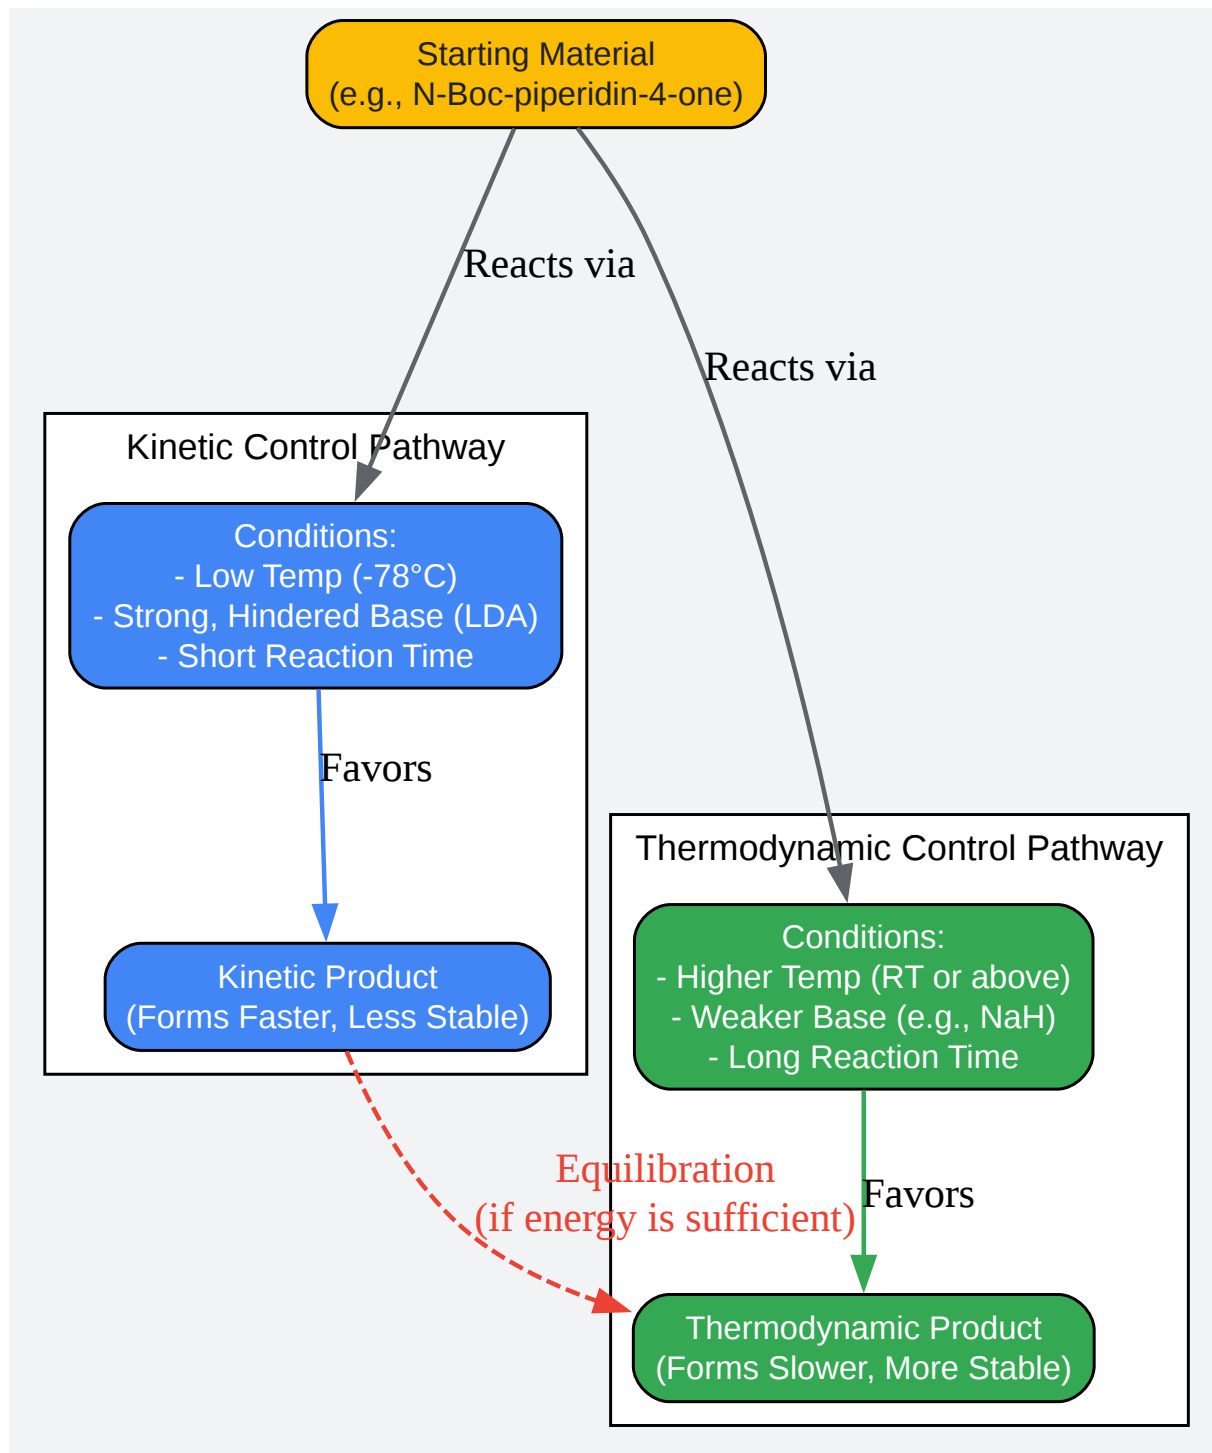 Starting Material
(e.g., N-Boc-piperidin-4-one)
Reacts via
Reacts via
Kinetic Control Pathway
Conditions:
- Low Temp (-78°C)
- Strong, Hindered Base (LDA)
- Short Reaction Time
Favors
Kinetic Product
(Forms Faster, Less Stable)
Thermodynamic Control Pathway
Conditions:
- Higher Temp (RT or above)
- Weaker Base (e.g., NaH)
- Long Reaction Time
Equilibration
(if energy is sufficient)
Favors
Thermodynamic Product
(Forms Slower, More Stable)